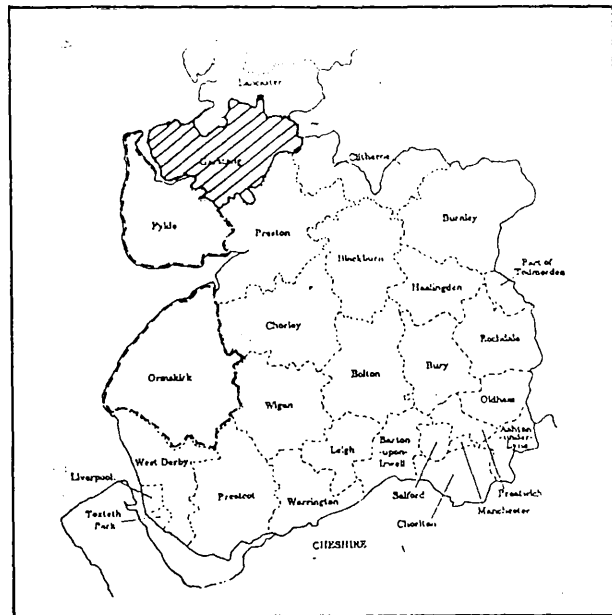 Lancaster
Garstang
Clitheroe
Fylde
Preston
Burnley
Blackburn
Part of
Todmorden
Haslingden
Chorley
Rochdale
Ormskirk
Bolton
Bury
Wigan
Oldham
Ashton
under
Lyne
Leigh
Barton
upon
Irwell
West Derby
Liverpool
Prescot
Warrington
Salford
Prestwich
Manchester
Toxteth
Park
Chorlton
CHESHIRE